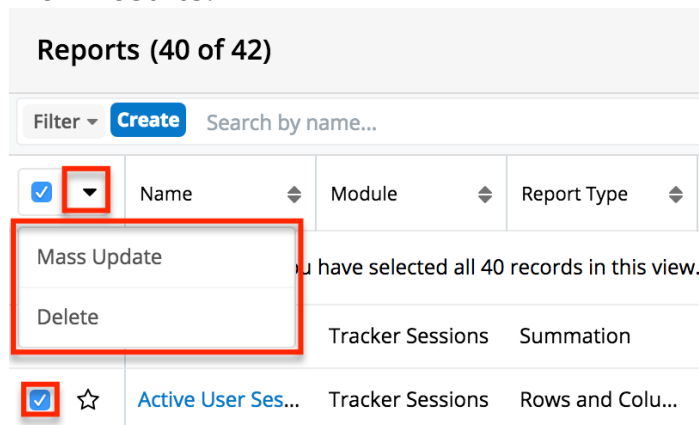 Reports (40 of 42)
Filter Create Search by name...
Name Module Report Type
Mass Update
have selected all 40 records in this view.
Delete
Tracker Sessions Summation
Active User Ses... Tracker Sessions Rows and Colu...